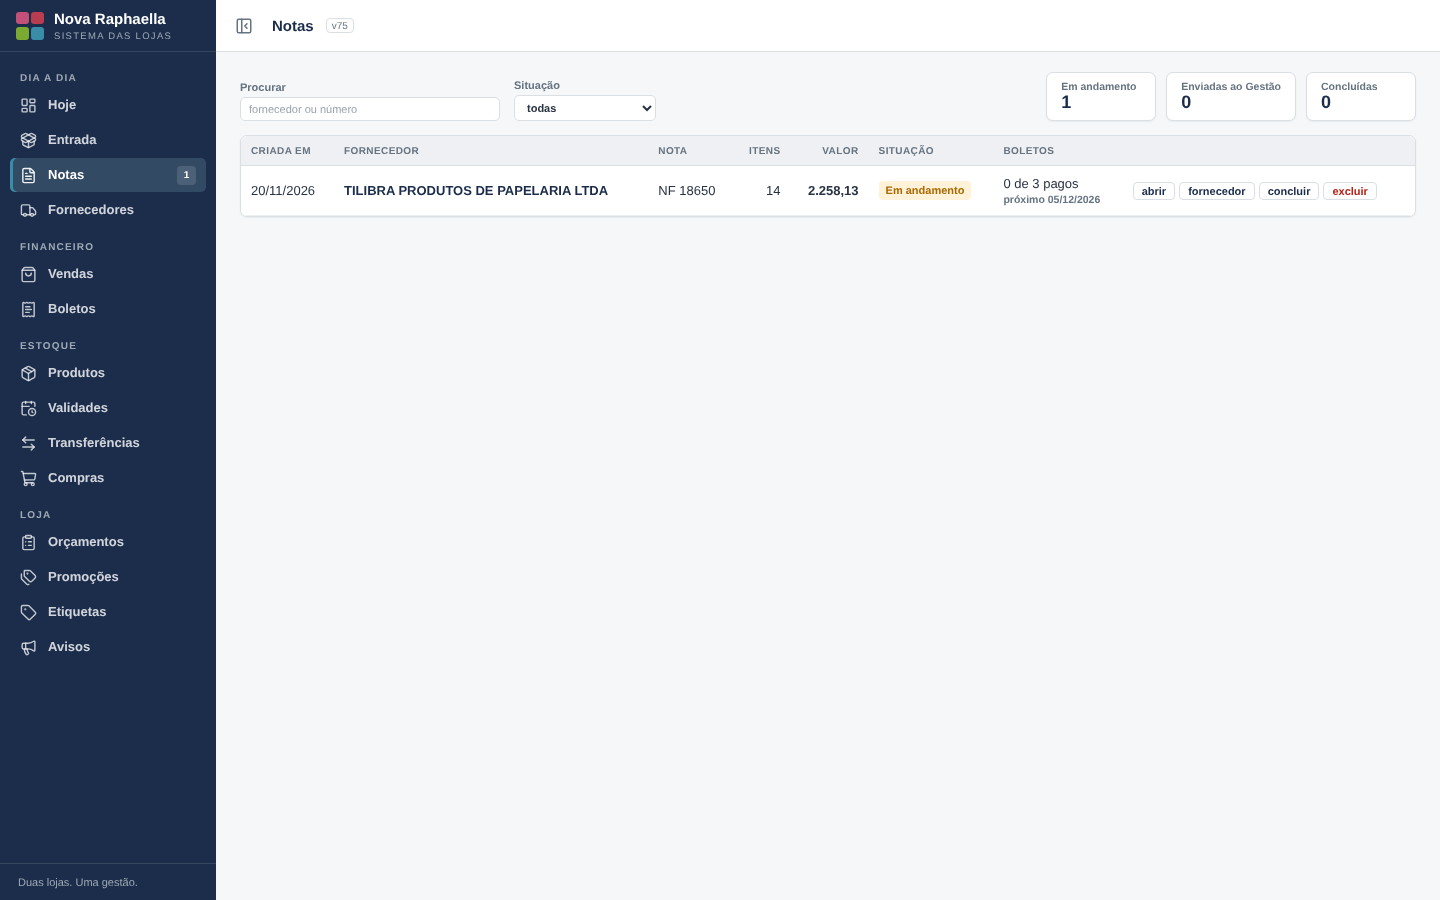 Nova Raphaella
SISTEMA DAS LOJAS
DIA A DIA
Hoje
Entrada
Notas 1
Fornecedores
FINANCEIRO
Vendas
Boletos
ESTOQUE
Produtos
Validades
Transferências
Compras
LOJA
Orçamentos
Promoções
Etiquetas
Avisos
Duas lojas. Uma gestão.
Notas v75
Procurar
fornecedor ou número
Situação
todas
Em andamento
1
Enviadas ao Gestão
0
Concluídas
0
CRIADA EM FORNECEDOR NOTA ITENS VALOR SITUAÇÃO BOLETOS
20/11/2026 TILIBRA PRODUTOS DE PAPELARIA LTDA NF 18650 14 2.258,13 Em andamento 0 de 3 pagos abrir fornecedor concluir excluir
próximo 05/12/2026